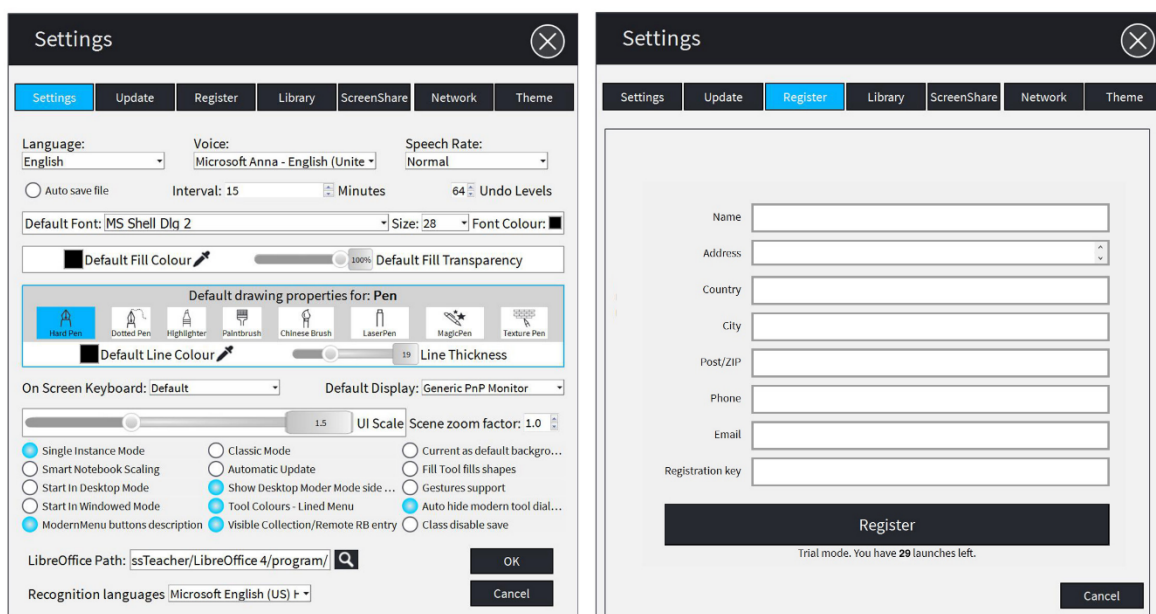 Settings
Settings Update Register Library ScreenShare Network Theme
Language: Voice: Speech Rate:
English Microsoft Anna - English (Unite Normal
Auto save file Interval: 15 Minutes 64 Undo Levels
Default Font: MS Shell Dlg 2 Size: 28 Font Colour:
Default Fill Colour 100% Default Fill Transparency
Default drawing properties for: Pen
Hard Pen Dotted Pen Highlighter Paintbrush Chinese Brush LaserPen MagicPen Texture Pen
Default Line Colour 19 Line Thickness
On Screen Keyboard: Default Default Display: Generic PnP Monitor
1.5 UI Scale Scene zoom factor: 1.0
Single Instance Mode Classic Mode Current as default backgro...
Smart Notebook Scaling Automatic Update Fill Tool fills shapes
Start In Desktop Mode Show Desktop Moder Mode side ... Gestures support
Start In Windowed Mode Tool Colours - Lined Menu Auto hide modern tool dial...
ModernMenu buttons description Visible Collection/Remote RB entry Class disable save
LibreOffice Path: ssTeacher/LibreOffice 4/program/ OK
Recognition languages Microsoft English (US) H Cancel
Settings
Settings Update Register Library ScreenShare Network Theme
Name
Address
Country
City
Post/ZIP
Phone
Email
Registration key
Register
Trial mode. You have 29 launches left.
Cancel